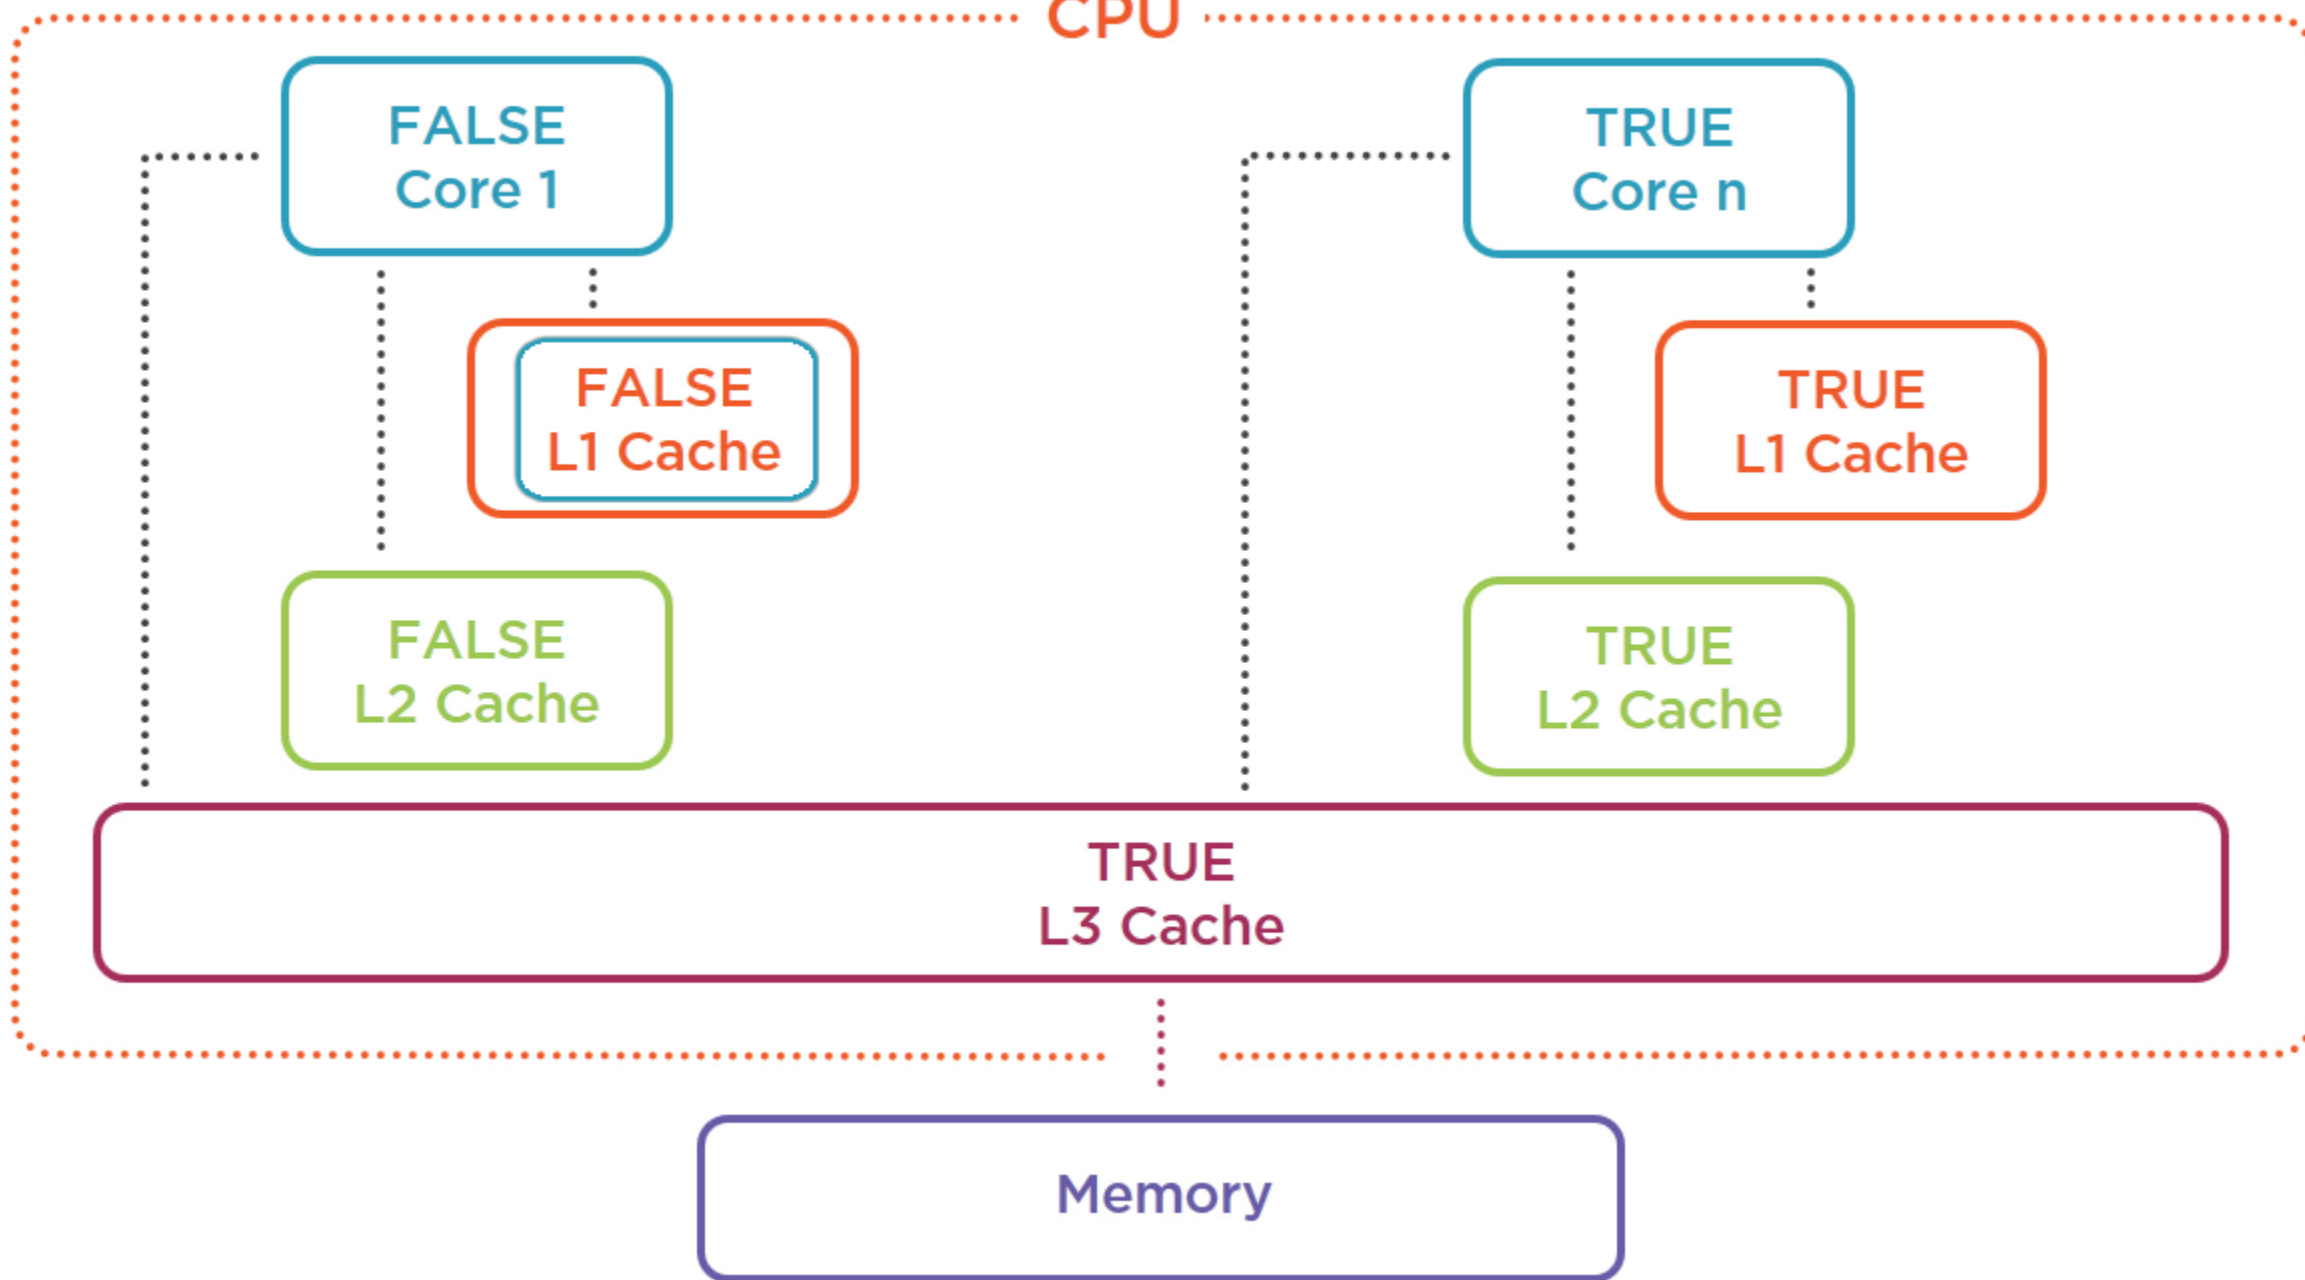 CPU
FALSE
Core 1
TRUE
Core n
FALSE
L1 Cache
TRUE
L1 Cache
FALSE
L2 Cache
TRUE
L2 Cache
TRUE
L3 Cache
Memory